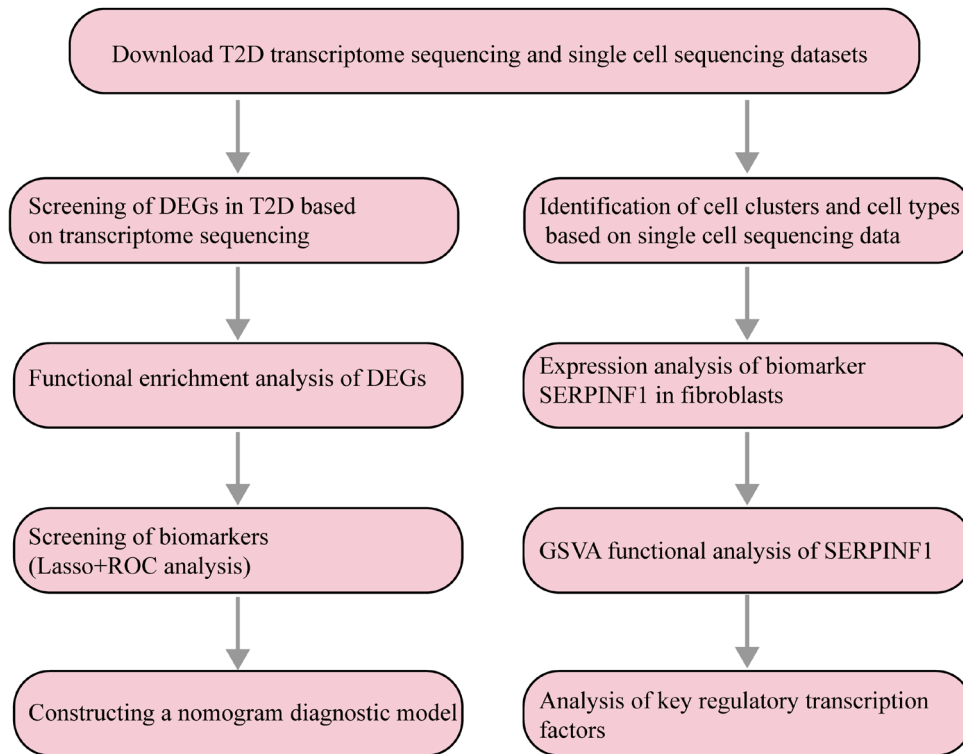 Download T2D transcriptome sequencing and single cell sequencing datasets
Screening of DEGs in T2D based
on transcriptome sequencing
Functional enrichment analysis of DEGs
Screening of biomarkers
(Lasso+ROC analysis)
Constructing a nomogram diagnostic model
Identification of cell clusters and cell types
based on single cell sequencing data
Expression analysis of biomarker
SERPINF1 in fibroblasts
GSVA functional analysis of SERPINF1
Analysis of key regulatory transcription
factors